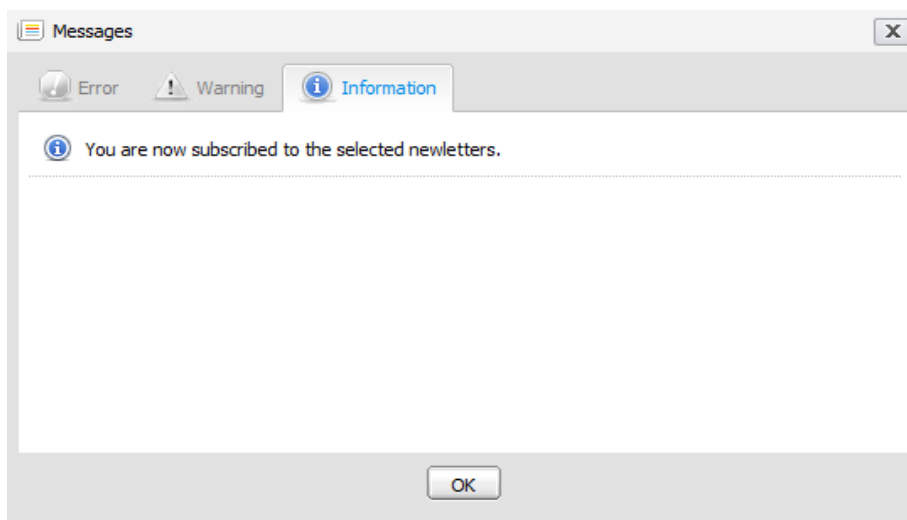 Messages
Error Warning Information
You are now subscribed to the selected newletters.
OK